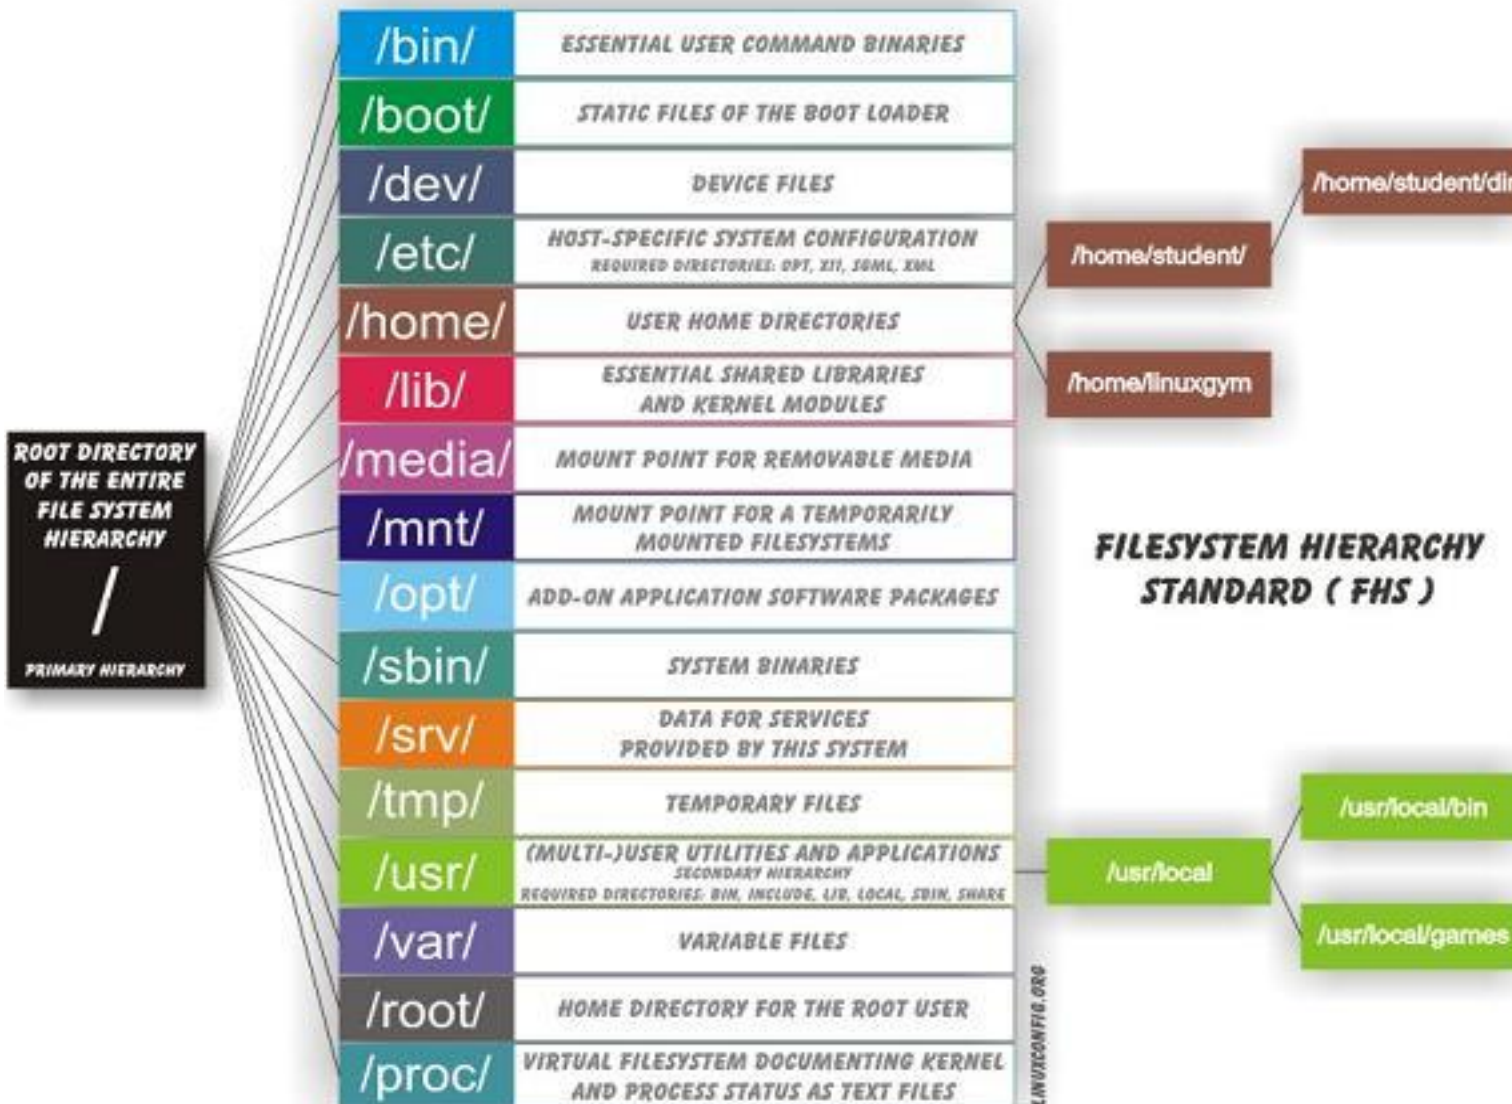 ROOT DIRECTORY
OF THE ENTIRE
FILE SYSTEM
HIERARCHY
/
PRIMARY HIERARCHY
/bin/
ESSENTIAL USER COMMAND BINARIES
/boot/
STATIC FILES OF THE BOOT LOADER
/dev/
DEVICE FILES
/etc/
HOST-SPECIFIC SYSTEM CONFIGURATION
REQUIRED DIRECTORIES: OPT, X11, SGML, XML
/home/
USER HOME DIRECTORIES
/lib/
ESSENTIAL SHARED LIBRARIES
AND KERNEL MODULES
/media/
MOUNT POINT FOR REMOVABLE MEDIA
/mnt/
MOUNT POINT FOR A TEMPORARILY
MOUNTED FILESYSTEMS
/opt/
ADD-ON APPLICATION SOFTWARE PACKAGES
/sbin/
SYSTEM BINARIES
/srv/
DATA FOR SERVICES
PROVIDED BY THIS SYSTEM
/tmp/
TEMPORARY FILES
/usr/
(MULTI-)USER UTILITIES AND APPLICATIONS
SECONDARY HIERARCHY
REQUIRED DIRECTORIES: BIN, INCLUDE, LIB, LOCAL, SBIN, SHARE
/var/
VARIABLE FILES
/root/
HOME DIRECTORY FOR THE ROOT USER
/proc/
VIRTUAL FILESYSTEM DOCUMENTING KERNEL
AND PROCESS STATUS AS TEXT FILES
/home/student/
/home/student/dir
/home/linuxgym
FILESYSTEM HIERARCHY
STANDARD ( FHS )
/usr/local
/usr/local/bin
/usr/local/games
LINUXCONFIG.ORG